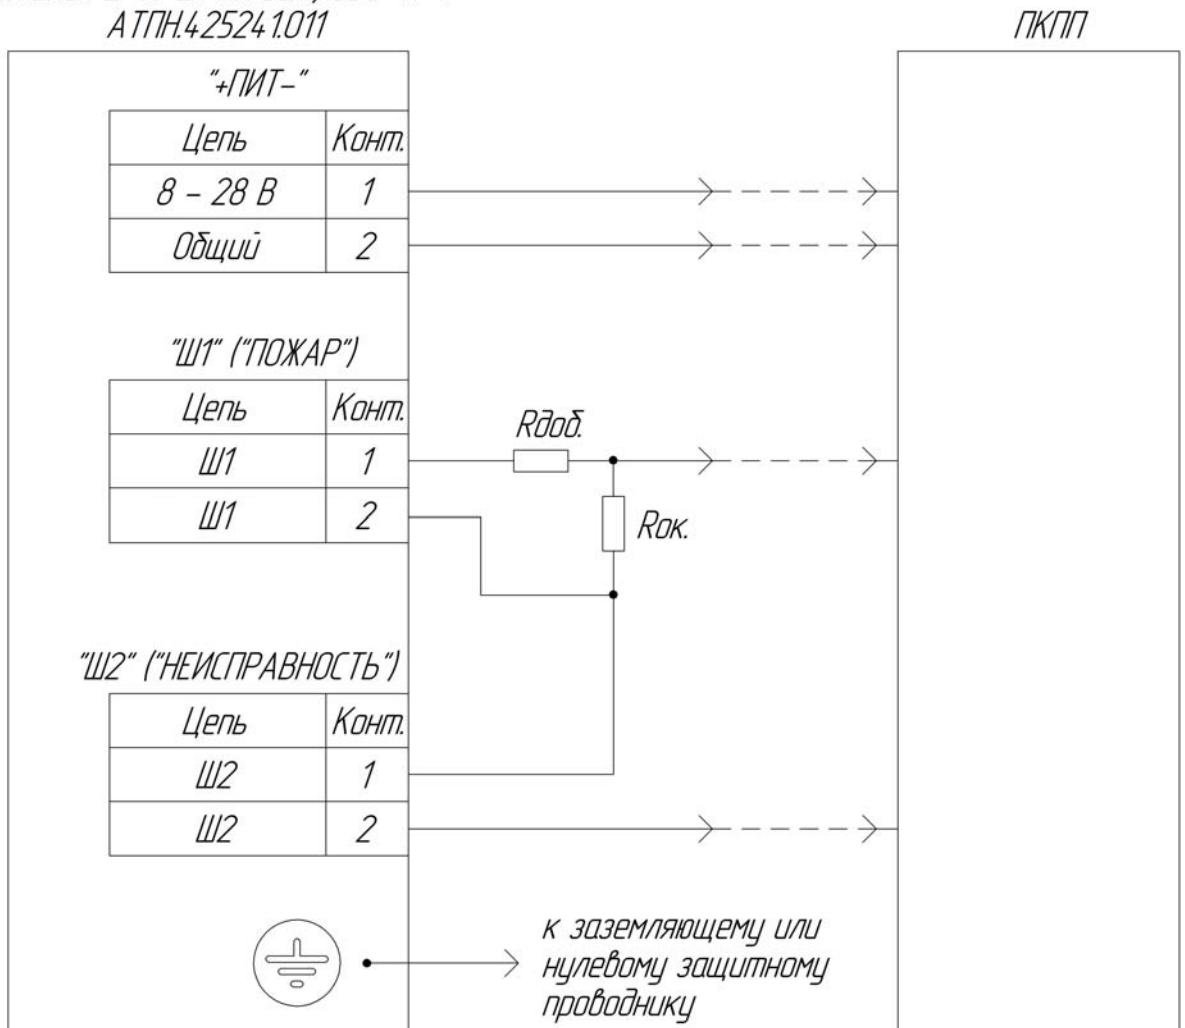 АТПН.425241.011
ПКПП
"+ПИТ–"
Цепь Конт.
8 – 28 В 1
Общий 2
"Ш1" ("ПОЖАР")
Цепь Конт.
Ш1 1
Ш1 2
Rдоб.
Rок.
"Ш2" ("НЕИСПРАВНОСТЬ")
Цепь Конт.
Ш2 1
Ш2 2
к заземляющему или
нулевому защитному
проводнику